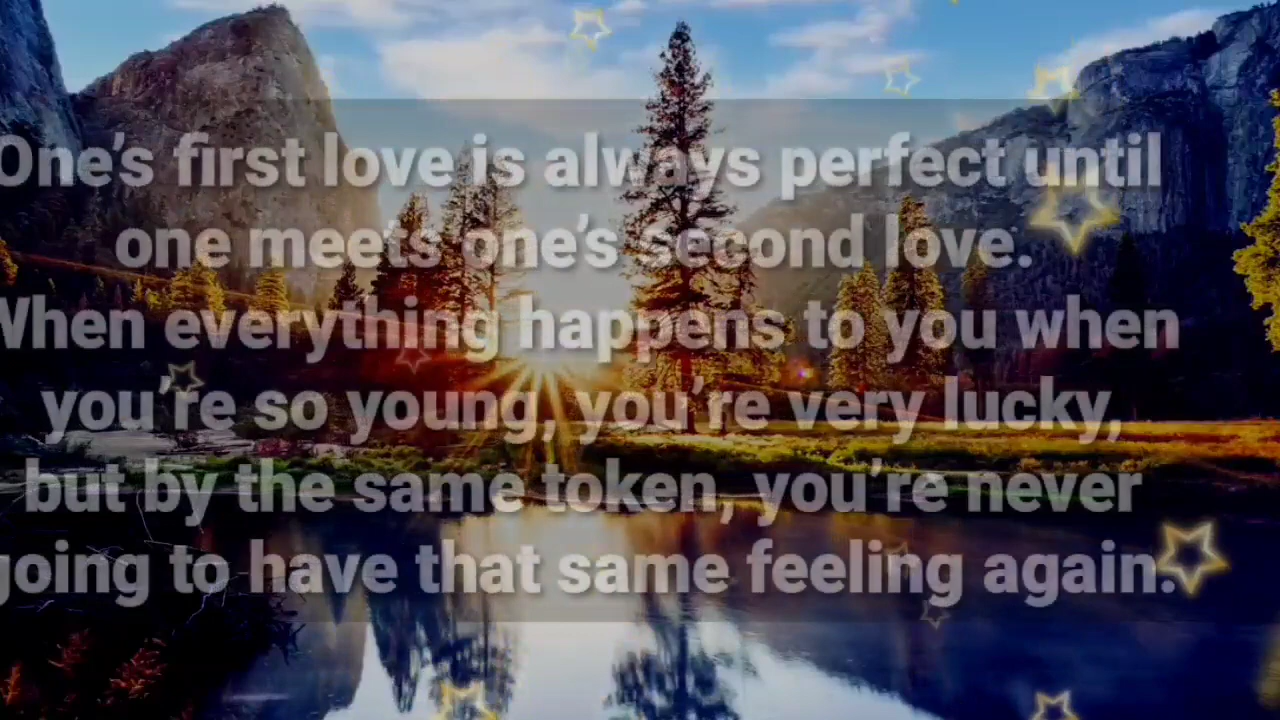 One’s first love is always perfect until
one meets one’s second love.
When everything happens to you when
you’re so young, you’re very lucky,
but by the same token, you’re never
going to have that same feeling again.